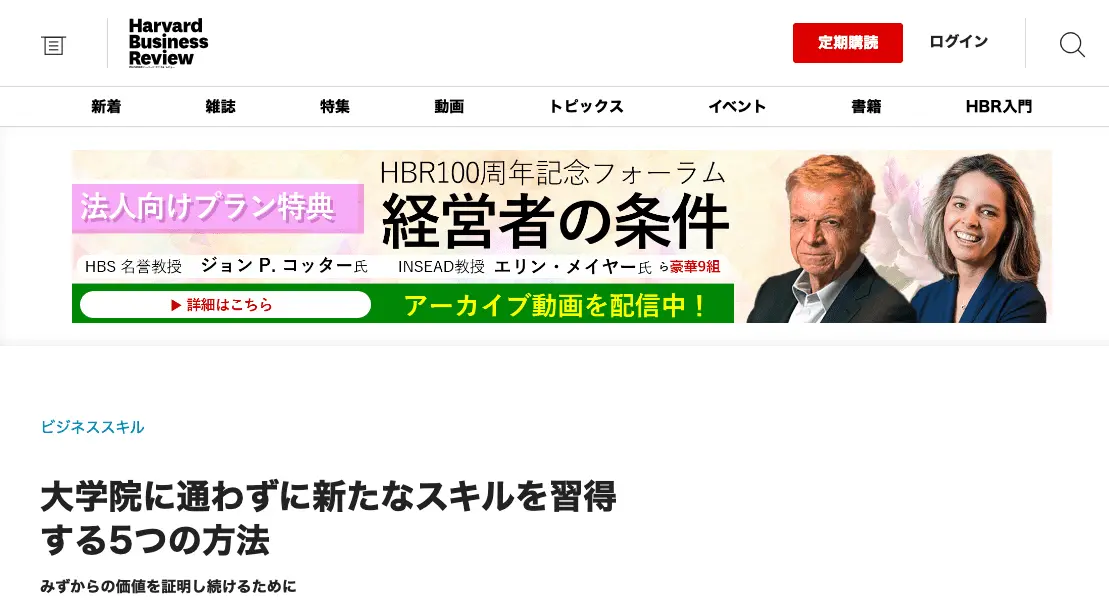 Harvard
Business
Review
定期購読
ログイン
新着 雑誌 特集 動画 トピックス イベント 書籍 HBR入門
HBR100周年記念フォーラム
法人向けプラン特典
経営者の条件
HBS 名誉教授 ジョン P. コッター氏 INSEAD教授 エリン・メイヤー氏 ら豪華9組
▶ 詳細はこちら
アーカイブ動画を配信中！
ビジネススキル
大学院に通わずに新たなスキルを習得
する5つの方法
みずからの価値を証明し続けるために